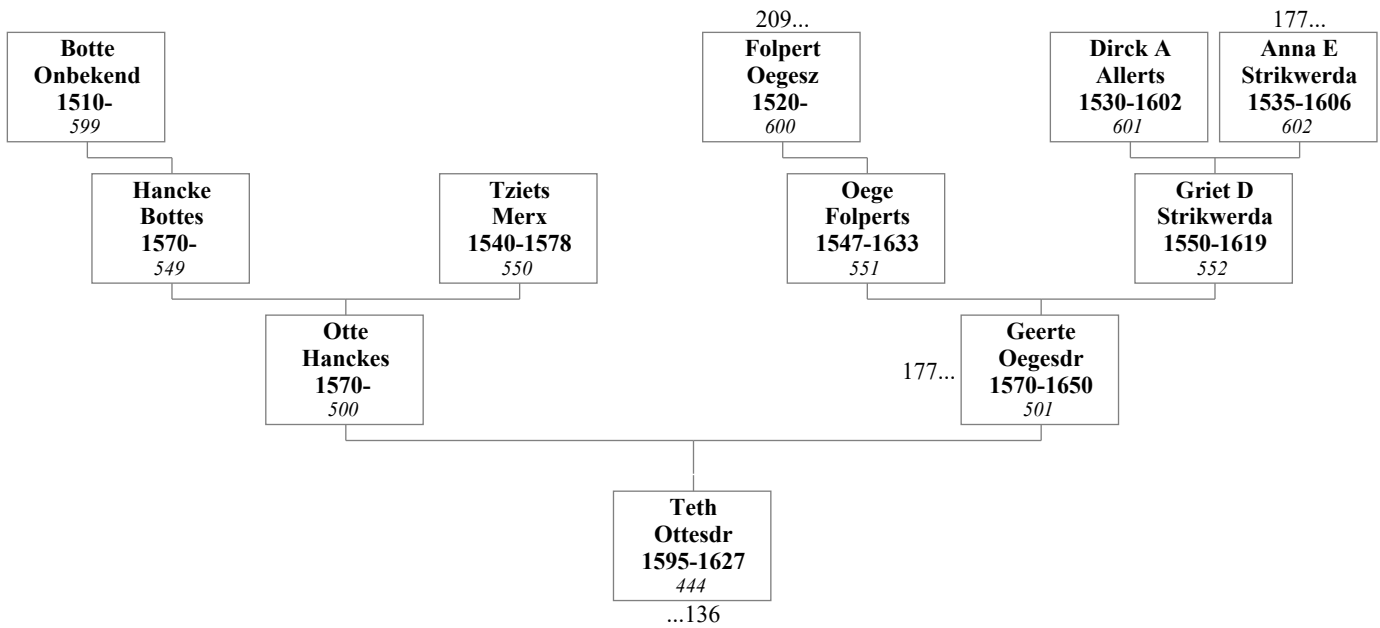 209...
177...
Botte
Onbekend
1510-
599
Folpert
Oegesz
1520-
600
Dirck A
Allerts
1530-1602
601
Anna E
Strikwerda
1535-1606
602
Hancke
Bottes
1570-
549
Tziets
Merx
1540-1578
550
Oege
Folperts
1547-1633
551
Griet D
Strikwerda
1550-1619
552
Otte
Hanckes
1570-
500
177...
Geerte
Oegesdr
1570-1650
501
Teth
Ottesdr
1595-1627
444
...136